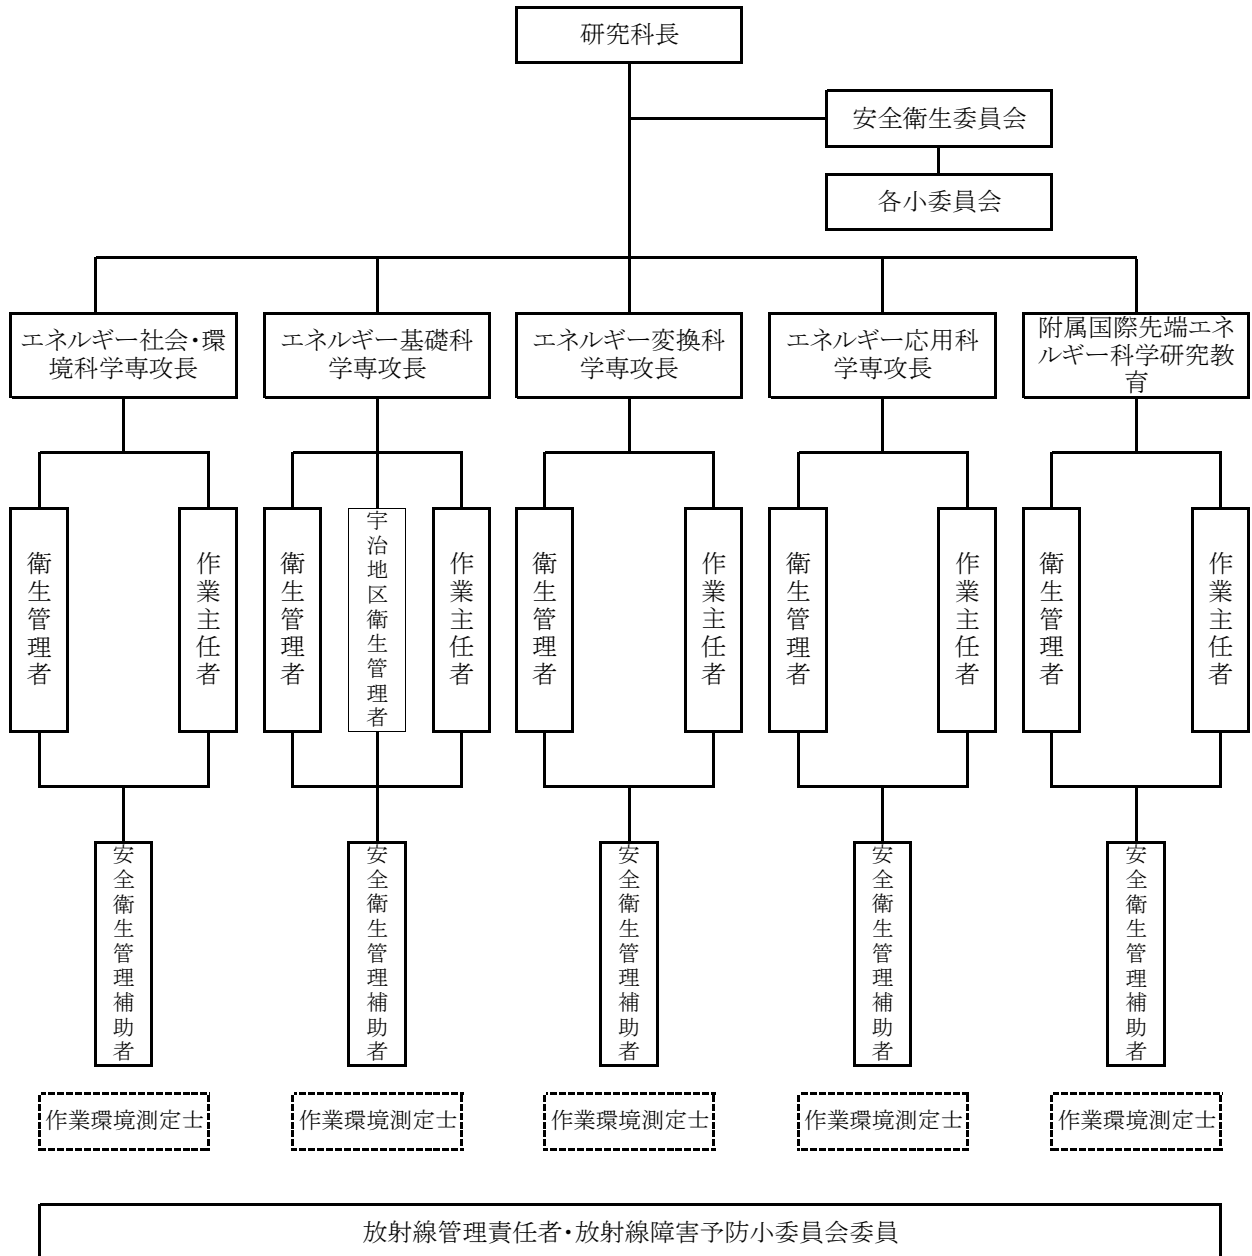 研究科長
安全衛生委員会
各小委員会
エネルギー社会・環
境科学専攻長
エネルギー基礎科
学専攻長
エネルギー変換科
学専攻長
エネルギー応用科
学専攻長
附属国際先端エネ
ルギー科学研究教
育
衛生管理者
作業主任者
衛生管理者
宇治地区衛生管理者
作業主任者
衛生管理者
作業主任者
衛生管理者
作業主任者
衛生管理者
作業主任者
安全衛生管理補助者
安全衛生管理補助者
安全衛生管理補助者
安全衛生管理補助者
安全衛生管理補助者
作業環境測定士
作業環境測定士
作業環境測定士
作業環境測定士
作業環境測定士
放射線管理責任者・放射線障害予防小委員会委員